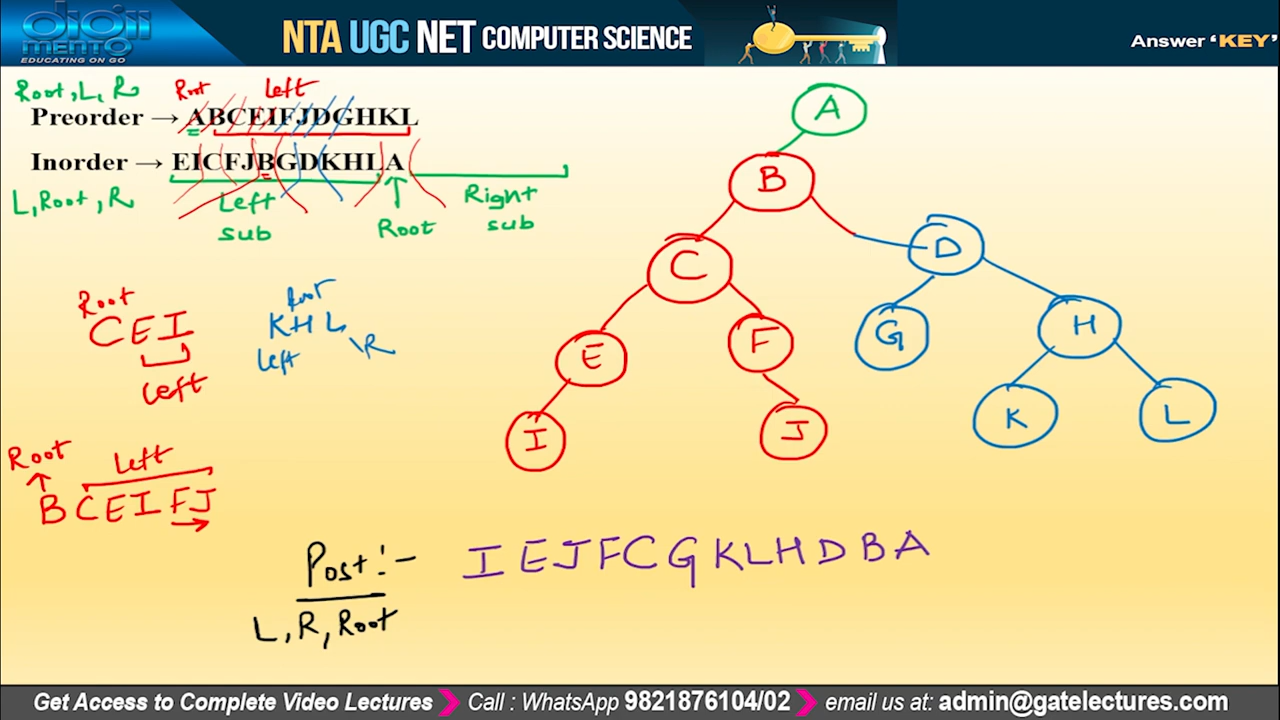 didi
mento
EDUCATING ON GO
NTA UGC NET COMPUTER SCIENCE
Answer ‘KEY’
Root, L, R
Root
Left
Preorder → ABCEIFJDGHKL
Inorder → EICFJBGDKHLA
L, Root, R
Left
sub
Root
Right
sub
Root
CEI
Left
Root
KHL
Left
R
Root
Left
BCEIFJ
A
B
C
D
E
F
G
H
I
J
K
L
Post :- IEJFCGKLHDBA
L, R, Root
Get Access to Complete Video Lectures
Call : WhatsApp 9821876104/02
email us at: admin@gatelectures.com